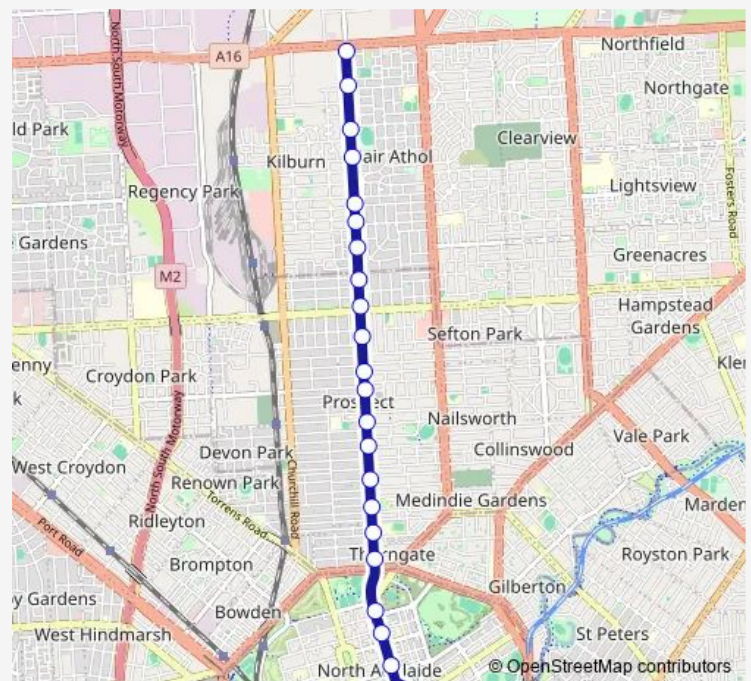 Northfield
A16
North South Motorway
Northgate
ld Park
Clearview
Kilburn
air Athol
Regency Park
Lightsview
Fosters Road
Gardens
Greenacres
M2
Hampstead
Gardens
Sefton Park
enny
Croydon Park
Kler
k
Prospect
Nailsworth
Vale Park
Devon Park
Collinswood
West Croydon
North South Motorway
Renown Park
Churchill Road
Medindie Gardens
Marden
Torrens Road
Port Road
Ridleyton
Thorngate
Royston Park
Brompton
Gilberton
y Gardens
Bowden
West Hindmarsh
St Peters
North Adelaide
© OpenStreetMap contributors